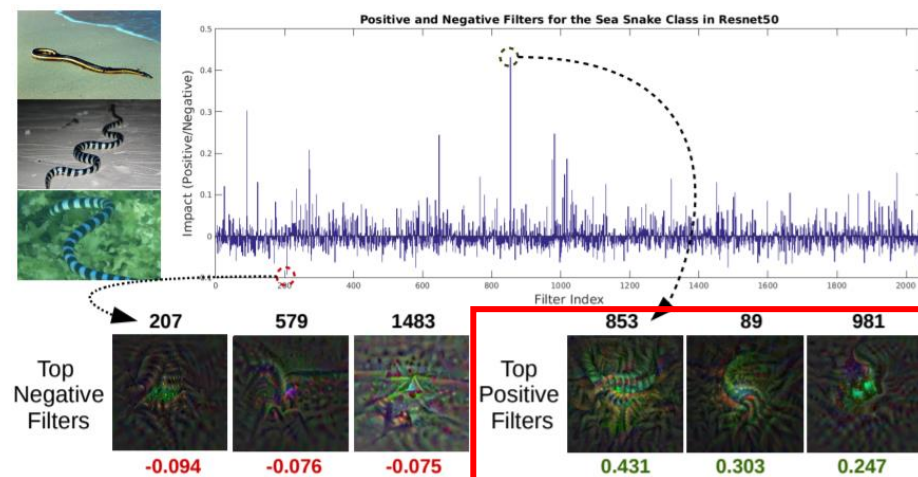 Positive and Negative Filters for the Sea Snake Class in Resnet50
Impact (Positive/Negative)
0.5
0.4
0.3
0.2
0.1
0
0 200 400 600 800 1000 1200 1400 1600 1800 2000
Filter Index
207 579 1483 853 89 981
Top
Negative
Filters
Top
Positive
Filters
-0.094 -0.076 -0.075 0.431 0.303 0.247